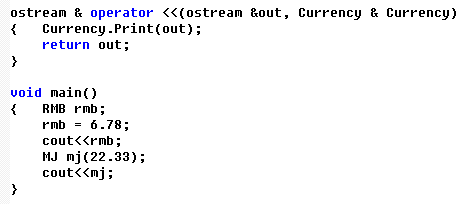 ostream & operator <<(ostream &out, Currency & Currency)
{   Currency.Print(out);
    return out;
}
void main()
{   RMB rmb;
    rmb = 6.78;
    cout<<rmb;
    MJ mj(22.33);
    cout<<mj;
}